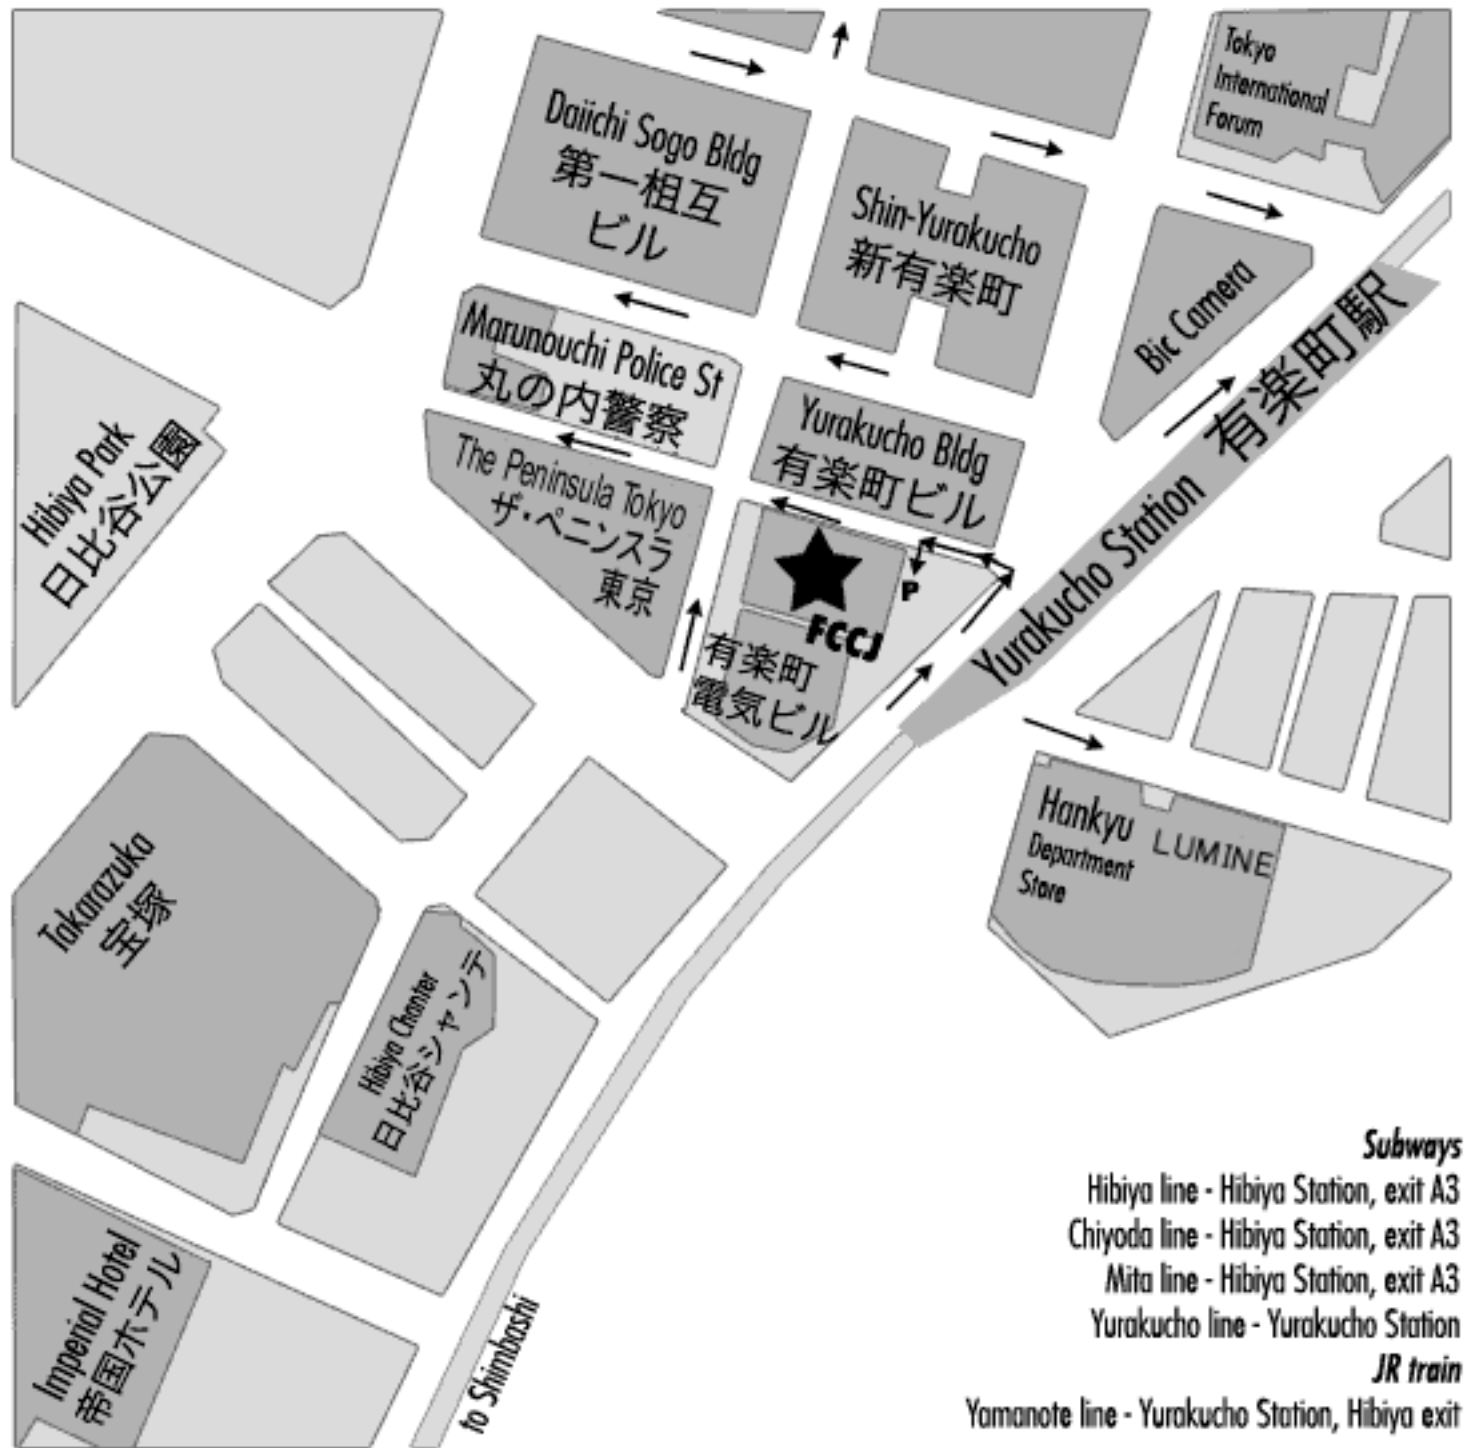 Tokyo
International
Forum
Daiichi Sogo Bldg
第一相互
ビル
Shin-Yurakucho
新有楽町
Bic Camera
有楽町駅
Yurakucho Station
Marunouchi Police St
丸の内警察
Hibiya Park
日比谷公園
The Peninsula Tokyo
ザ・ペニンスラ
東京
Yurakucho Bldg
有楽町ビル
P
FCCJ
有楽町
電気ビル
Hankyu
Department
Store
LUMINE
Takarazuka
宝塚
Hibiya Chanter
日比谷シャンテ
Imperial Hotel
帝国ホテル
to Shimbashi
Subways
Hibiya line - Hibiya Station, exit A3
Chiyoda line - Hibiya Station, exit A3
Mita line - Hibiya Station, exit A3
Yurakucho line - Yurakucho Station
JR train
Yamanote line - Yurakucho Station, Hibiya exit